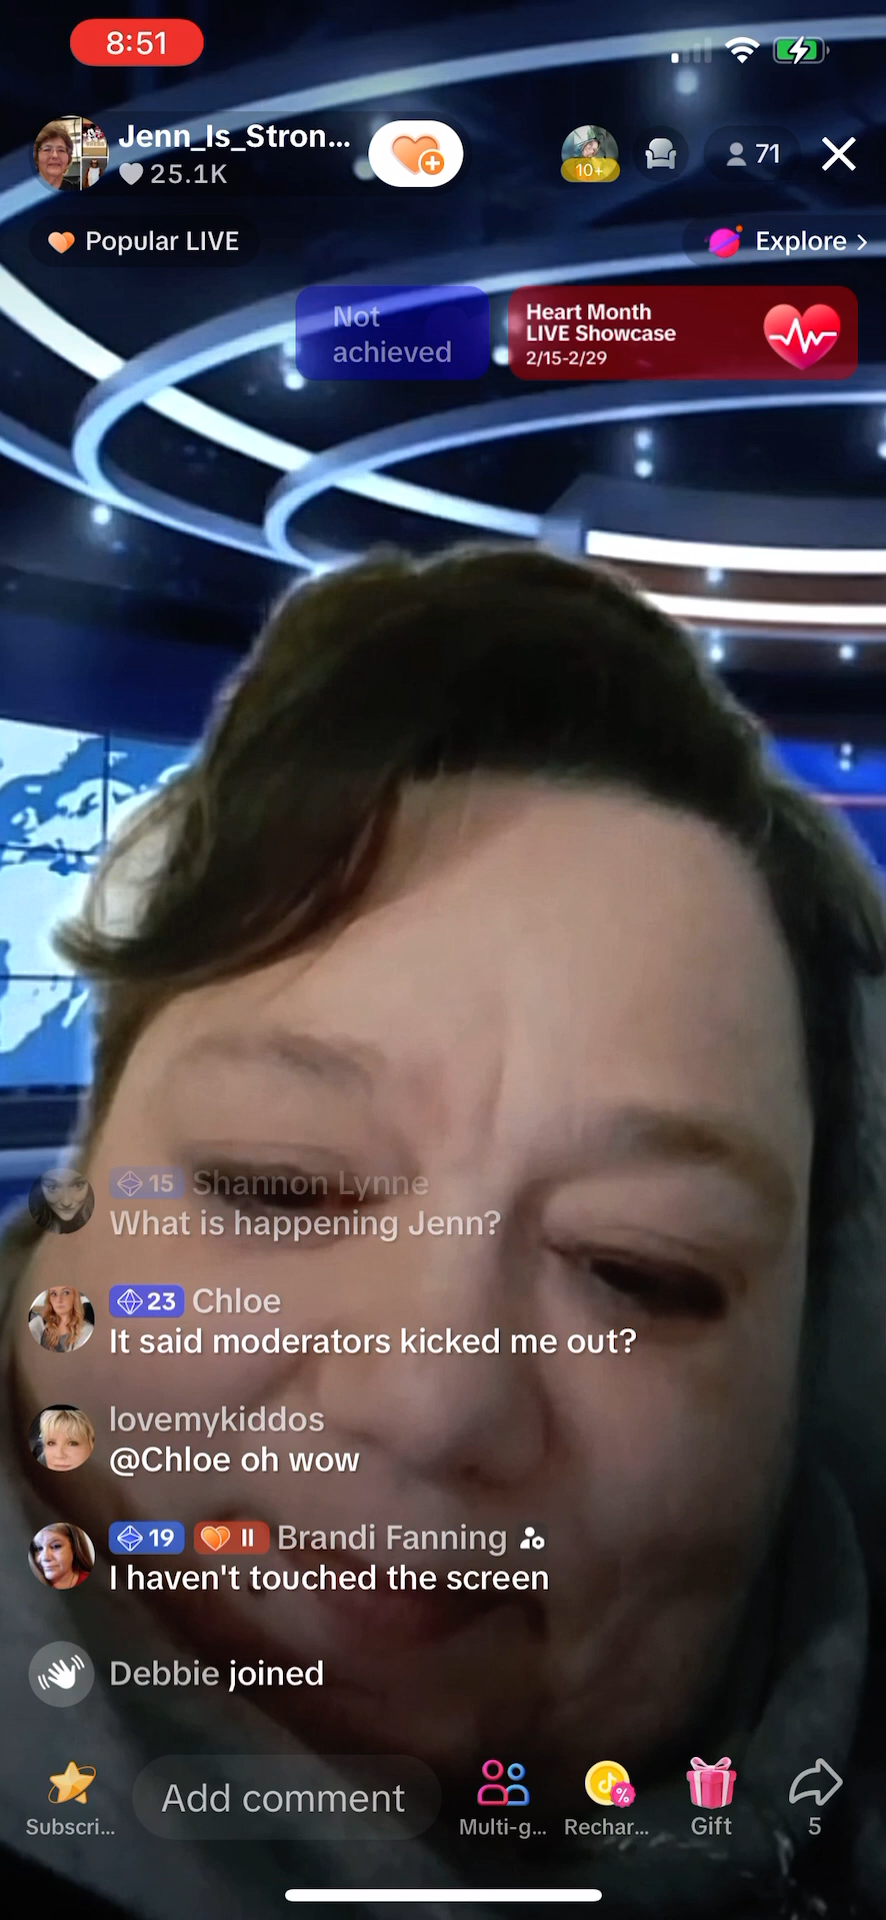 8:51
Jenn_Is_Stron...
25.1K
10+
71
Popular LIVE
Explore >
Not
achieved
Heart Month
LIVE Showcase
2/15-2/29
15 Shannon Lynne
What is happening Jenn?
23 Chloe
It said moderators kicked me out?
lovemykiddos
@Chloe oh wow
19 II Brandi Fanning
I haven't touched the screen
Debbie joined
Add comment
Subscri...
Multi-g...
Rechar...
Gift
5